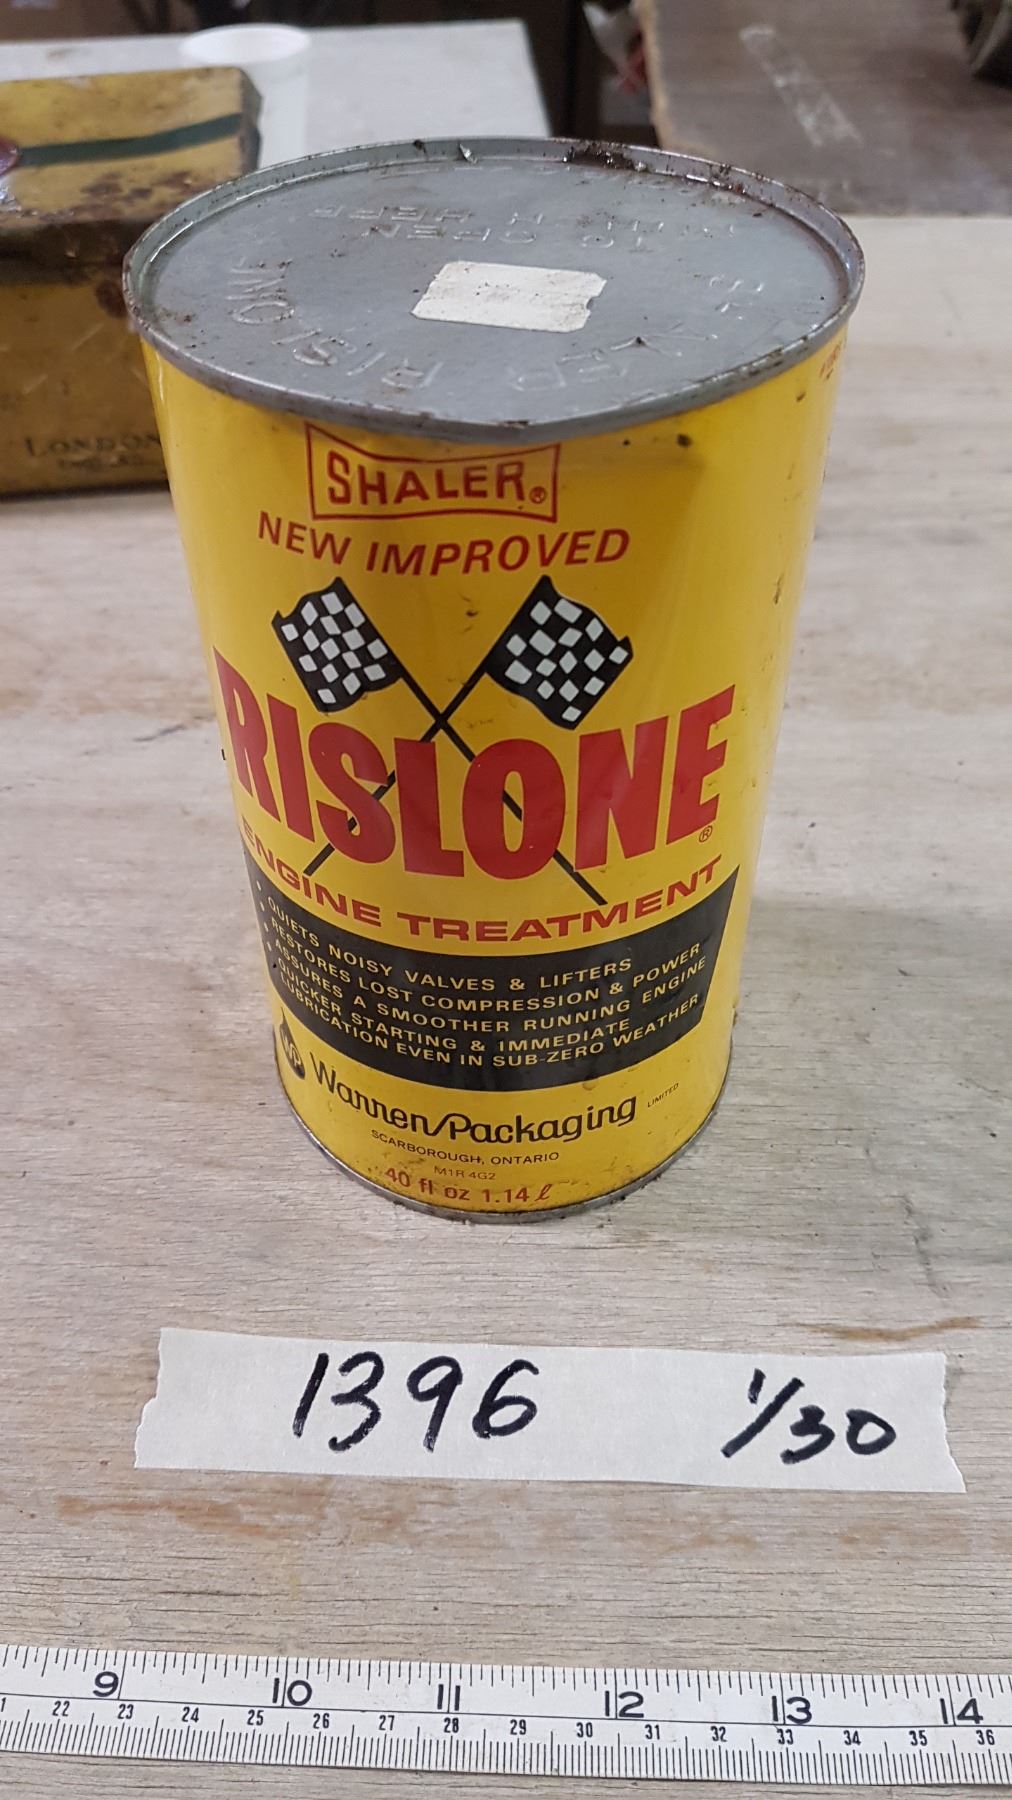 LONDON
SHALER®
NEW IMPROVED
RISLONE®
ENGINE TREATMENT
• QUIETS NOISY VALVES & LIFTERS
• RESTORES LOST COMPRESSION & POWER
• ASSURES A SMOOTHER RUNNING ENGINE
• QUICKER STARTING & IMMEDIATE
LUBRICATION EVEN IN SUB-ZERO WEATHER
WP Warren/Packaging LIMITED
SCARBOROUGH, ONTARIO
M1R 4G2
40 fl oz 1.14 ℓ
1396 1/30
9 10 11 12 13 14
22 23 24 25 26 27 28 29 30 31 32 33 34 35 36